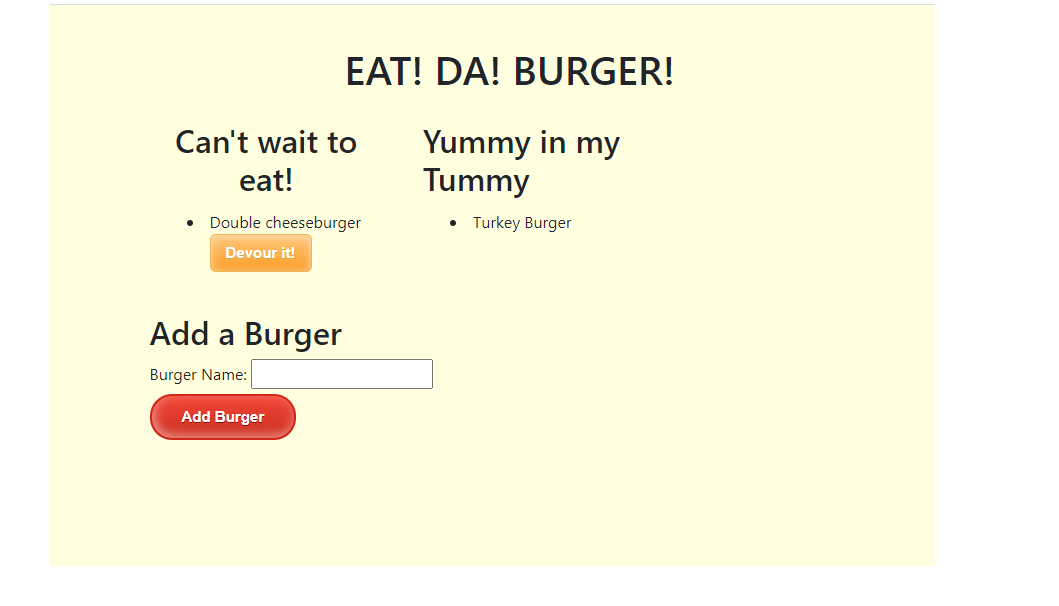 EAT! DA! BURGER!
Can't wait to
eat!
Double cheeseburger
Devour it!
Yummy in my
Tummy
Turkey Burger
Add a Burger
Burger Name:
Add Burger